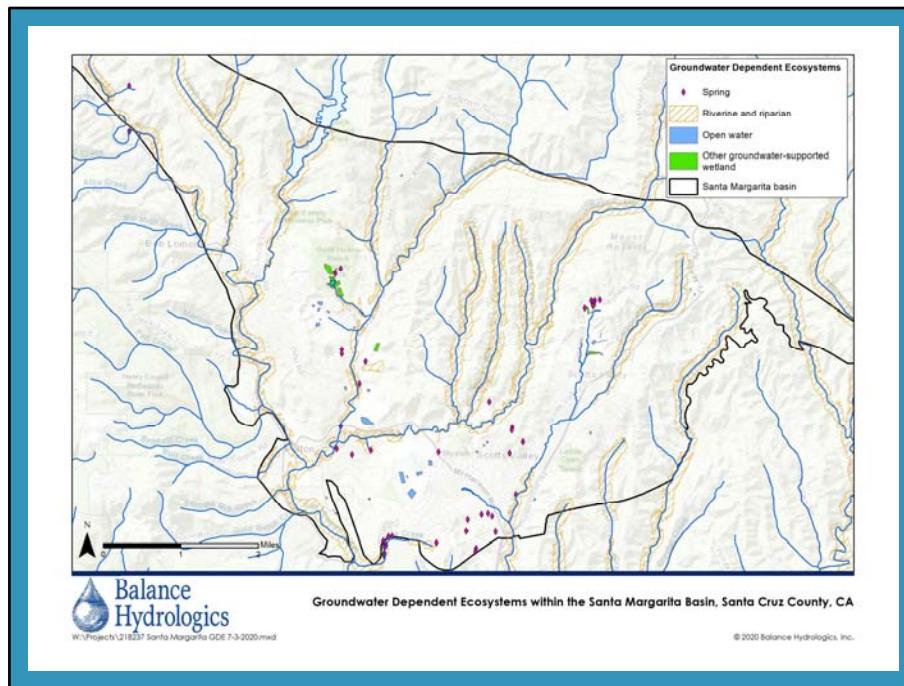 Groundwater Dependent Ecosystems
Spring
Riverine and riparian
Open water
Other groundwater-supported
wetland
Santa Margarita basin
Ben Lomond
Scotts Valley
N
Miles
0 1 2
Balance
Hydrologics
Groundwater Dependent Ecosystems within the Santa Margarita Basin, Santa Cruz County, CA
W:\Projects\218237 Santa Margarita GDE 7-3-2020.mxd
© 2020 Balance Hydrologics, Inc.